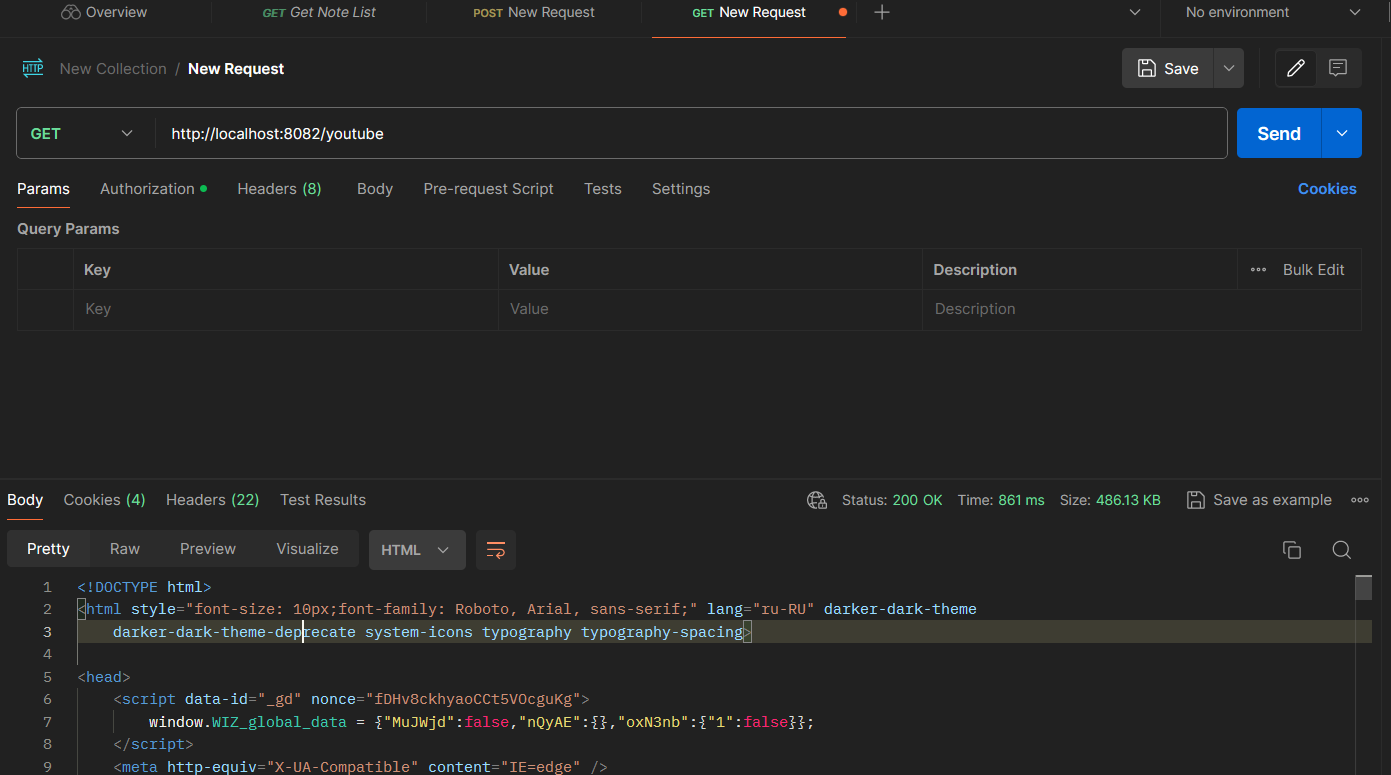 Overview GET Get Note List POST New Request GET New Request No environment
HTTP New Collection / New Request Save
GET http://localhost:8082/youtube Send
Params Authorization Headers (8) Body Pre-request Script Tests Settings Cookies
Query Params
Key Value Description ••• Bulk Edit
Key Value Description
Body Cookies (4) Headers (22) Test Results Status: 200 OK Time: 861 ms Size: 486.13 KB Save as example •••
Pretty Raw Preview Visualize HTML
1 <!DOCTYPE html>
2 <html style="font-size: 10px;font-family: Roboto, Arial, sans-serif;" lang="ru-RU" darker-dark-theme
3 darker-dark-theme-deprecate system-icons typography typography-spacing>
4
5 <head>
6 <script data-id="_gd" nonce="fDHv8ckhyaoCCt5VOcguKg">
7 window.WIZ_global_data = {"MuJWjd":false,"nQyAE":{},"oxN3nb":{"1":false}};
8 </script>
9 <meta http-equiv="X-UA-Compatible" content="IE=edge" />